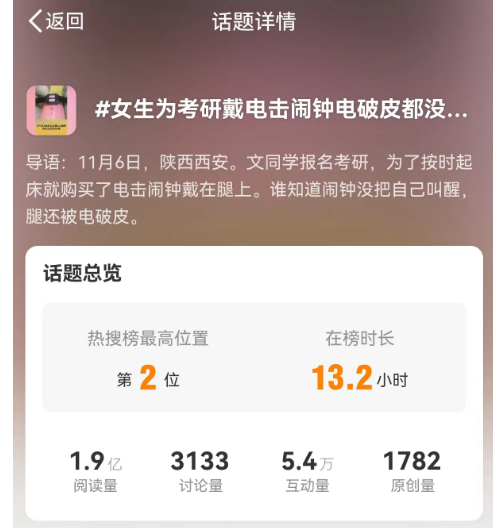 返回
话题详情
#女生为考研戴电击闹钟电破皮都没...
导语：11月6日，陕西西安。文同学报名考研，为了按时起
床就购买了电击闹钟戴在腿上。谁知道闹钟没把自己叫醒，
腿还被电破皮。
话题总览
热搜榜最高位置 在榜时长
第2位 13.2小时
1.9亿 3133 5.4万 1782
阅读量 讨论量 互动量 原创量